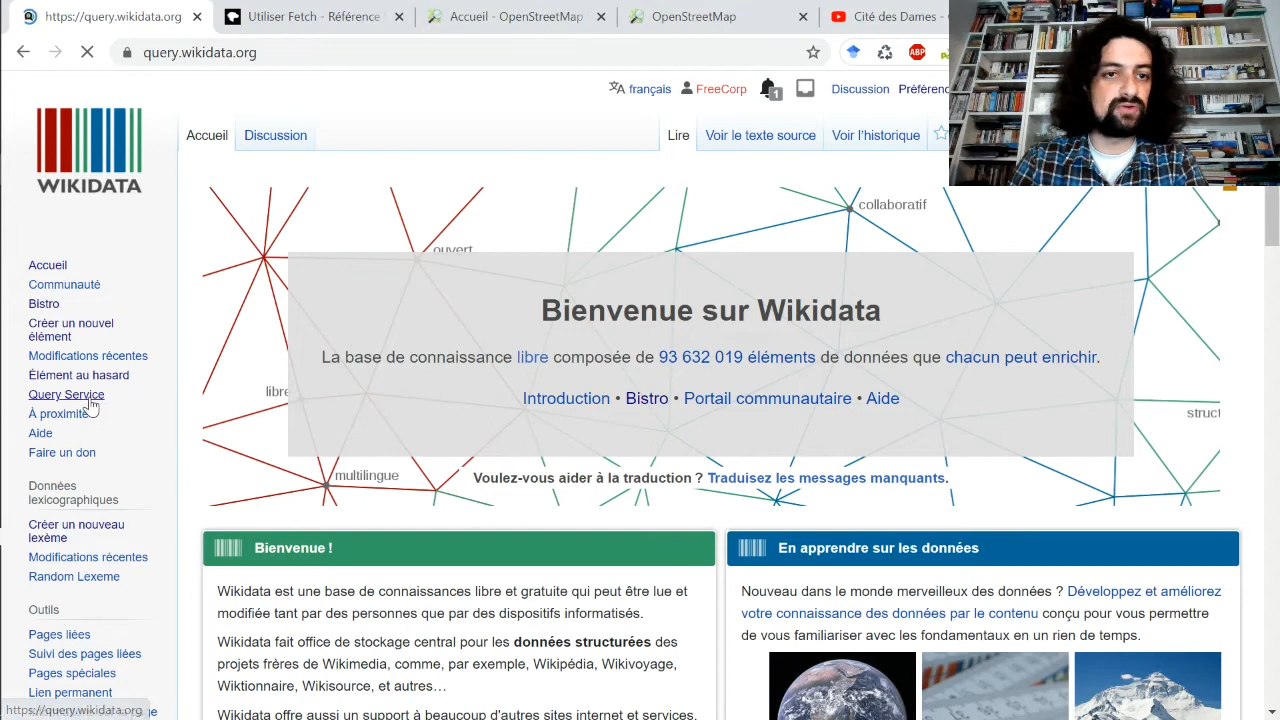 https://query.wikidata.org
Utiliser Fetch - Référence
Accueil - OpenStreetMap
OpenStreetMap
Cité des Dames -
query.wikidata.org
ABP
français
FreeCorp
1
Discussion
Préférenc
WIKIDATA
Accueil
Discussion
Lire
Voir le texte source
Voir l'historique
collaboratif
ouvert
libre
struct
multilingue
Accueil
Communauté
Bistro
Créer un nouvel
élément
Modifications récentes
Élément au hasard
Query Service
À proximité
Aide
Faire un don
Données
lexicographiques
Créer un nouveau
lexème
Modifications récentes
Random Lexeme
Outils
Pages liées
Suivi des pages liées
Pages spéciales
Lien permanent
https://query.wikidata.org
Bienvenue sur Wikidata
La base de connaissance libre composée de 93 632 019 éléments de données que chacun peut enrichir.
Introduction • Bistro • Portail communautaire • Aide
Voulez-vous aider à la traduction ? Traduisez les messages manquants.
Bienvenue !
Wikidata est une base de connaissances libre et gratuite qui peut être lue et
modifiée tant par des personnes que par des dispositifs informatisés.
Wikidata fait office de stockage central pour les données structurées des
projets frères de Wikimedia, comme, par exemple, Wikipédia, Wikivoyage,
Wiktionnaire, Wikisource, et autres…
Wikidata offre aussi un support à beaucoup d'autres sites internet et services,
En apprendre sur les données
Nouveau dans le monde merveilleux des données ? Développez et améliorez
votre connaissance des données par le contenu conçu pour vous permettre
de vous familiariser avec les fondamentaux en un rien de temps.